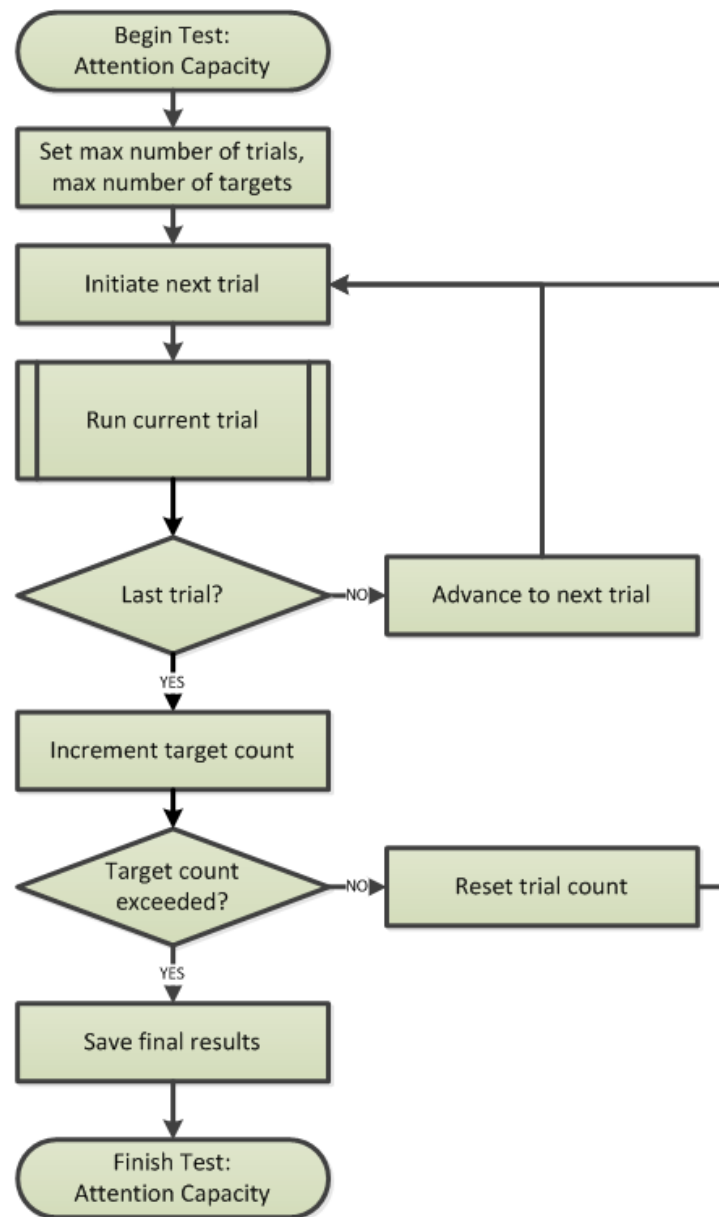 Begin Test:
Attention Capacity
Set max number of trials,
max number of targets
Initiate next trial
Run current trial
Last trial?
NO
Advance to next trial
YES
Increment target count
Target count
exceeded?
NO
Reset trial count
YES
Save final results
Finish Test:
Attention Capacity